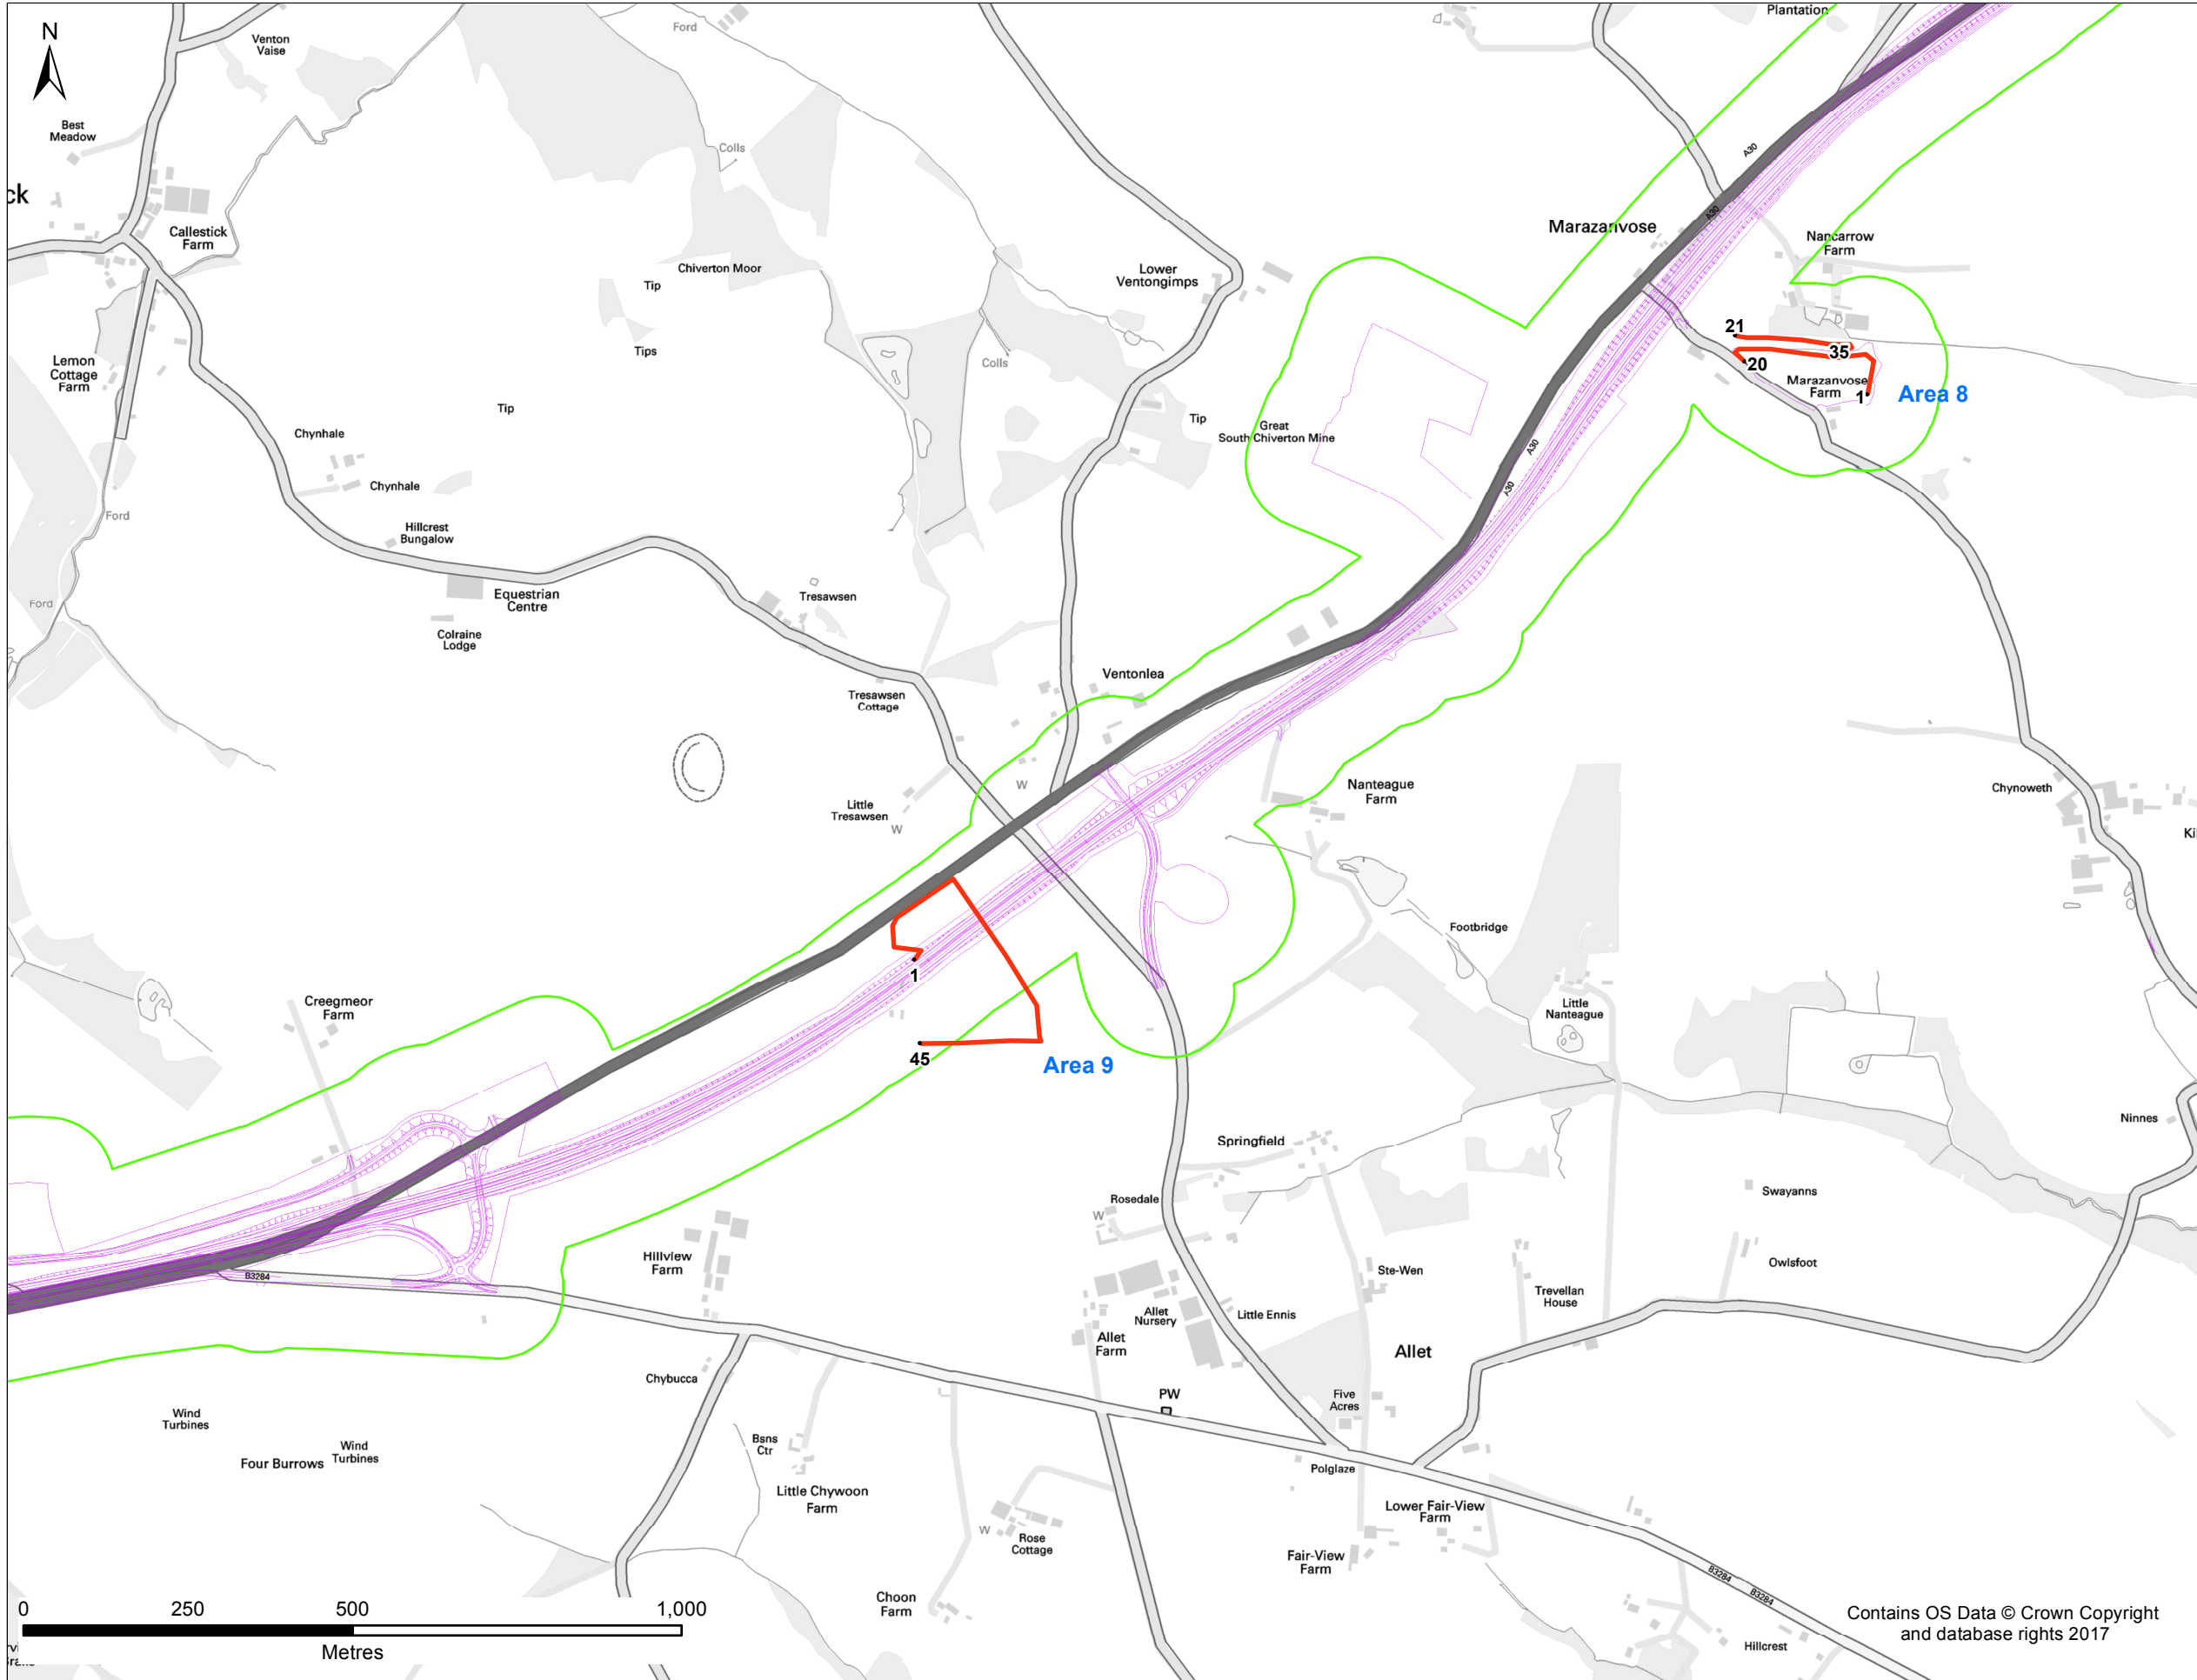 N
Venton
Vaise
Ford
Plantation
Best
Meadow
Colls
A30
ck
Callestick
Farm
A30
Marazanvose
Nancarrow
Farm
Chiverton Moor
Lower
Ventongimps
Tip
Tips
21
35
20
Lemon
Cottage
Farm
Colls
Marazanvose
Farm
1
Area 8
Tip
Tip
Great
South Chiverton Mine
Chynhale
A30
Chynhale
A30
Ford
Hillcrest
Bungalow
Ford
Equestrian
Centre
Tresawsen
Colraine
Lodge
Ventonlea
Tresawsen
Cottage
W
Nanteague
Farm
Chynoweth
Little
Tresawsen
W
Ki
Footbridge
1
Creegmeor
Farm
Little
Nanteague
45
Area 9
Ninnes
Springfield
Swayanns
Rosedale
W
Hillview
Farm
B3284
Ste-Wen
Owlsfoot
Trevellan
House
Allet
Nursery
Little Ennis
Allet
Farm
Allet
Chybucca
PW
Five
Acres
Wind
Turbines
Wind
Turbines
Four Burrows
Bsns
Ctr
Polglaze
Little Chywoon
Farm
Lower Fair-View
Farm
W
Rose
Cottage
Fair-View
Farm
B3284
B3284
Choon
Farm
0 250 500 1,000
Metres
Contains OS Data © Crown Copyright
and database rights 2017
Hillcrest